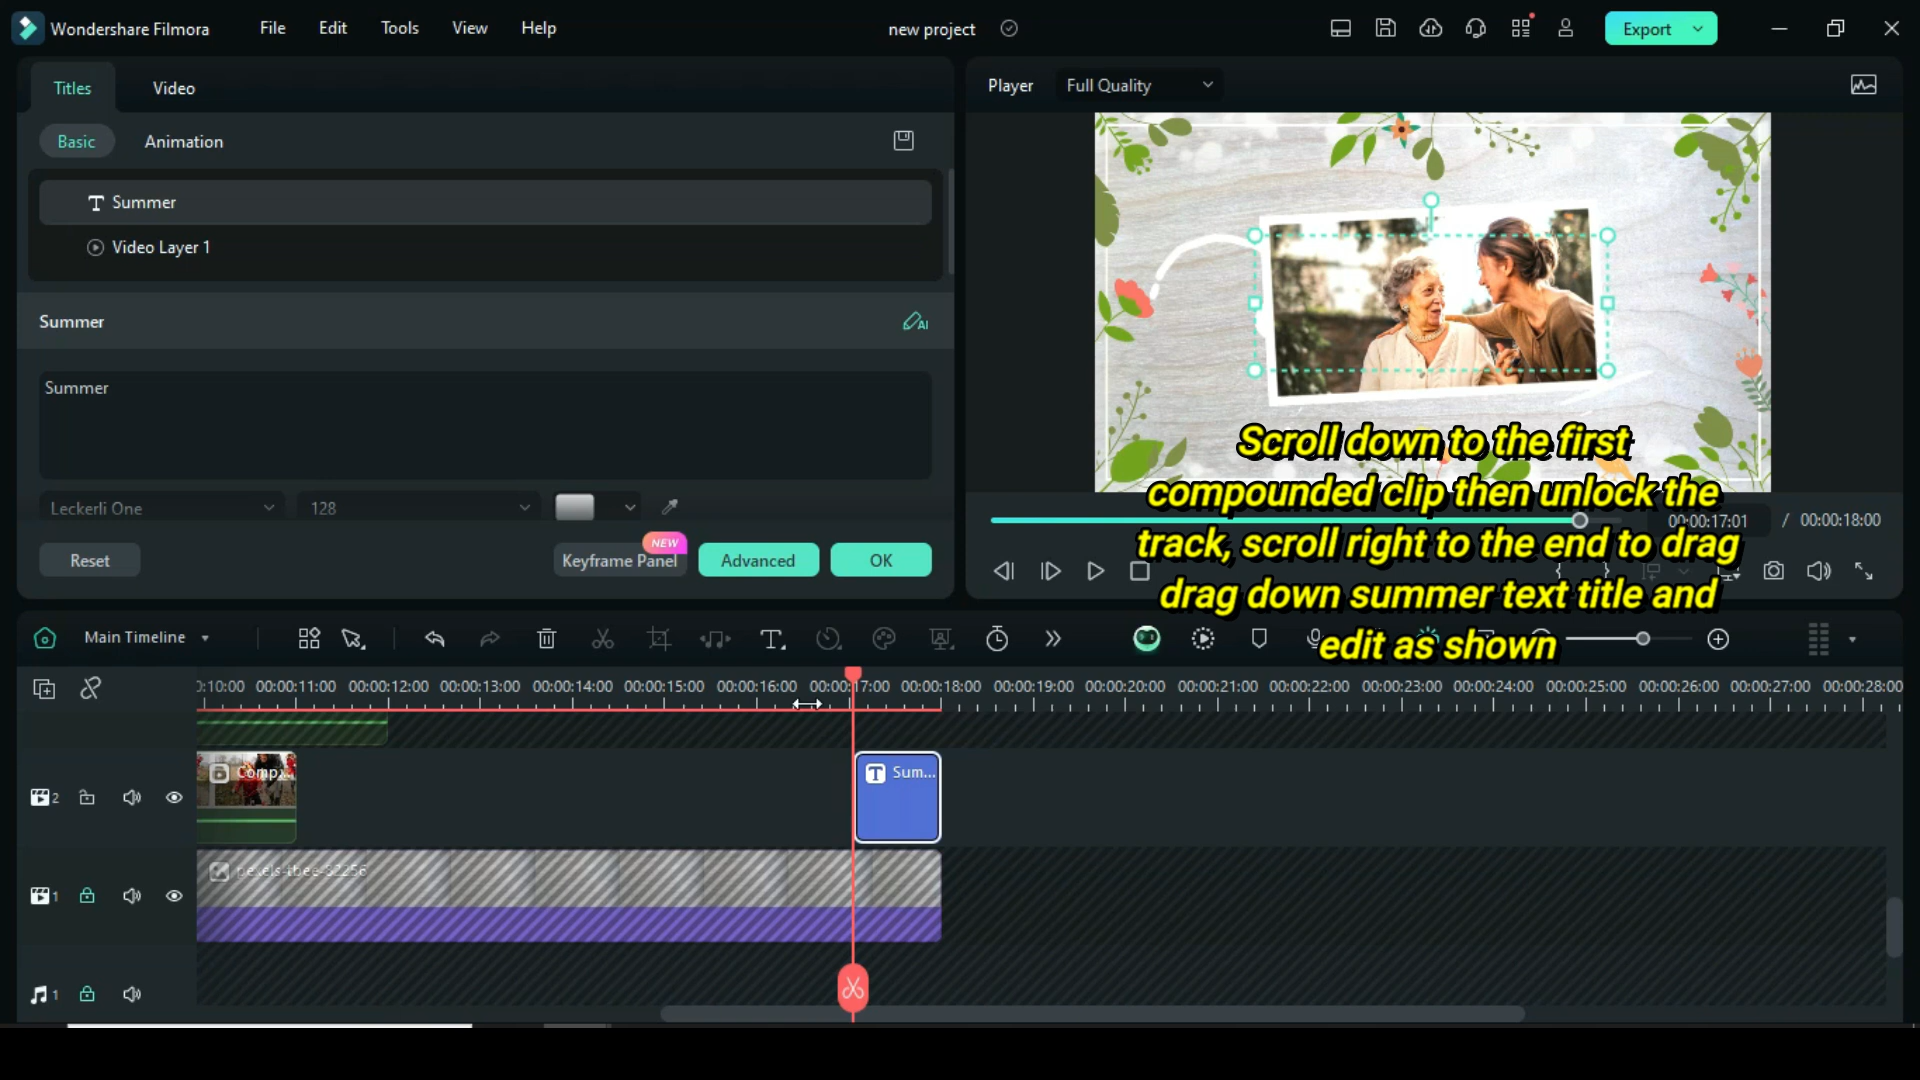 Wondershare Filmora File Edit Tools View Help new project Export
Titles Video
Player Full Quality
Basic Animation
Summer
Video Layer 1
Summer AI
Summer
Leckerli One 128
Reset Keyframe Panel NEW Advanced OK
00:00:17:01 / 00:00:18:00
Scroll down to the first
compounded clip then unlock the
track, scroll right to the end to drag
drag down summer text title and
edit as shown
Main Timeline
0:10:00 00:00:11:00 00:00:12:00 00:00:13:00 00:00:14:00 00:00:15:00 00:00:16:00 00:00:17:00 00:00:18:00 00:00:19:00 00:00:20:00 00:00:21:00 00:00:22:00 00:00:23:00 00:00:24:00 00:00:25:00 00:00:26:00 00:00:27:00 00:00:28:00
2 Sum...
1 pexels-tbee-82256
1